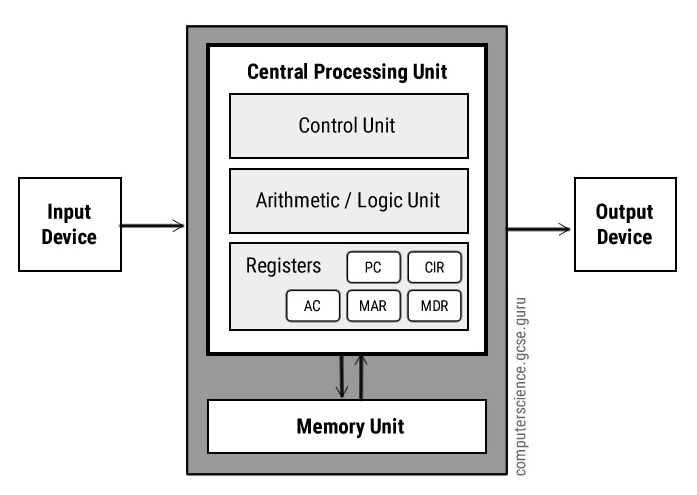 Central Processing Unit
Control Unit
Arithmetic / Logic Unit
Registers
PC
CIR
AC
MAR
MDR
Input
Device
Output
Device
Memory Unit
computerscience.gcse.guru